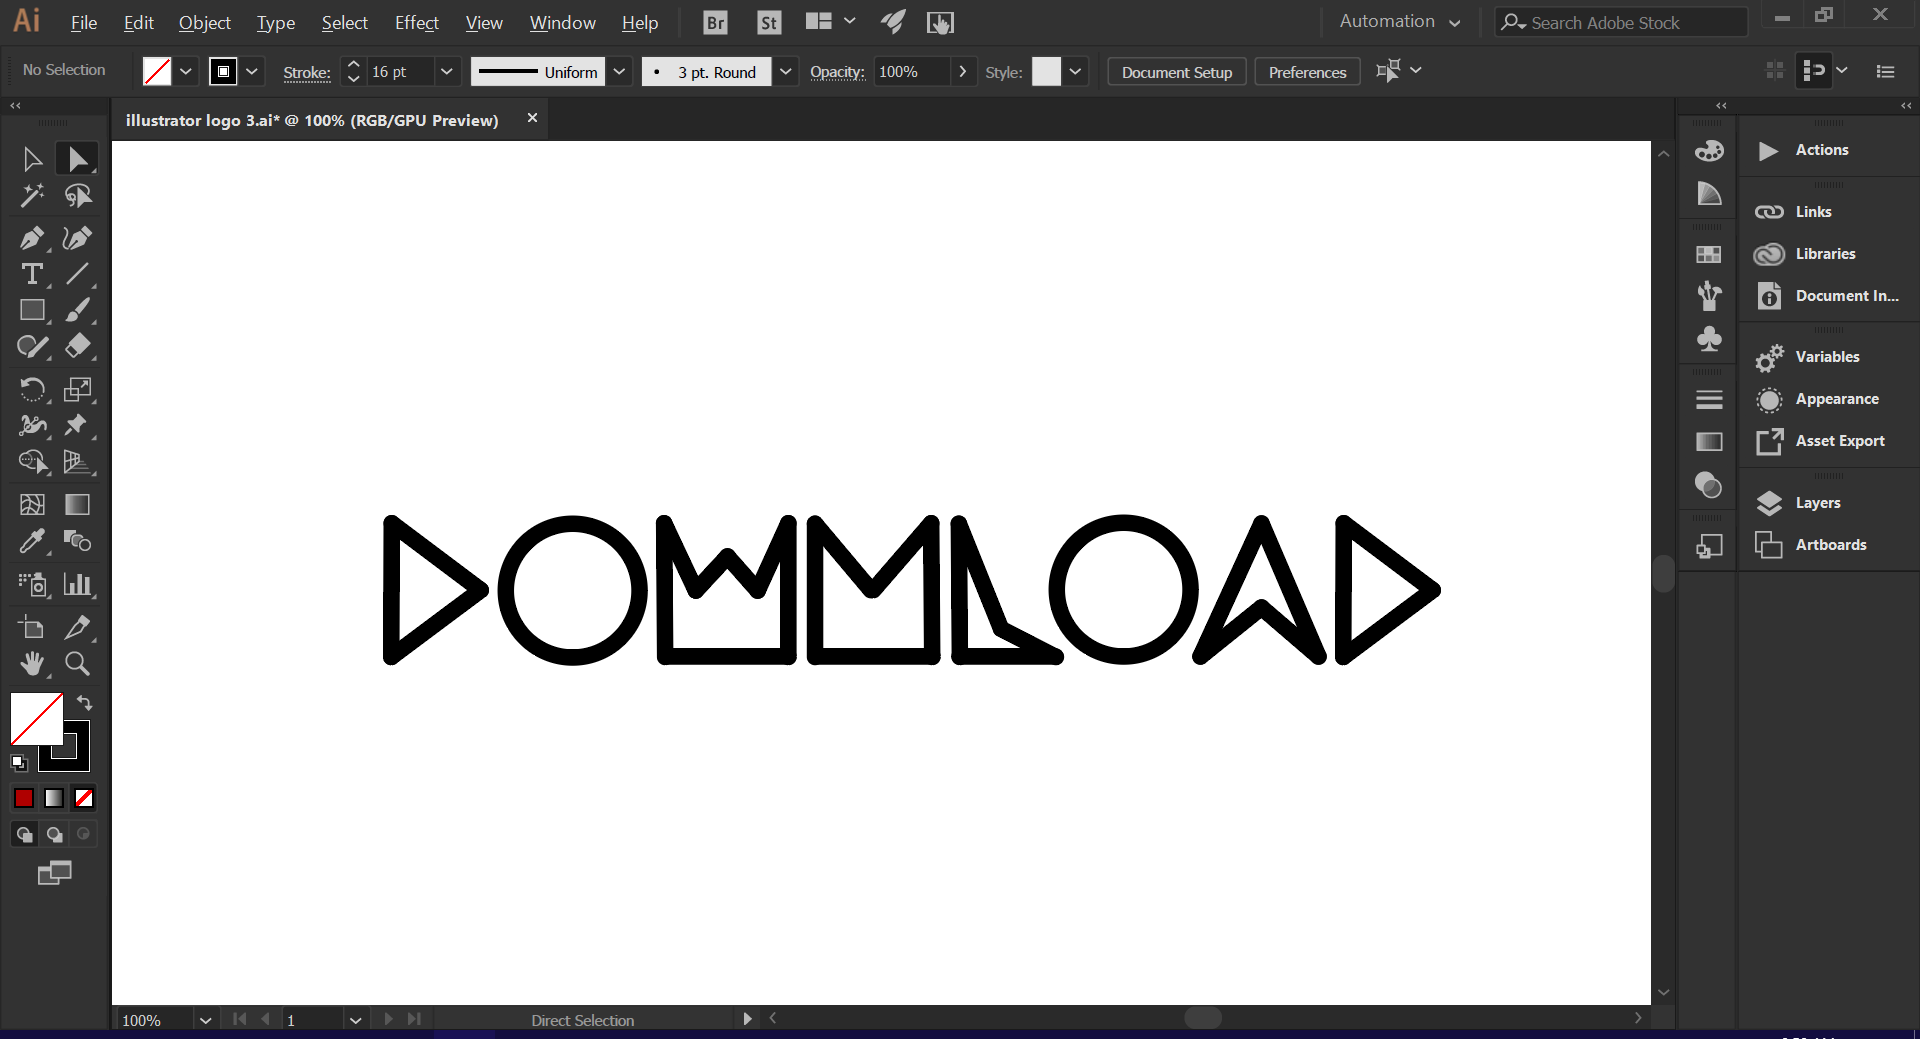 Ai File Edit Object Type Select Effect View Window Help Br St Automation Search Adobe Stock
No Selection Stroke: 16 pt Uniform 3 pt. Round Opacity: 100% Style: Document Setup Preferences
illustrator logo 3.ai* @ 100% (RGB/GPU Preview)
Actions
Links
Libraries
Document In...
Variables
Appearance
Asset Export
Layers
Artboards
DOWMLOAD
100% 1 Direct Selection